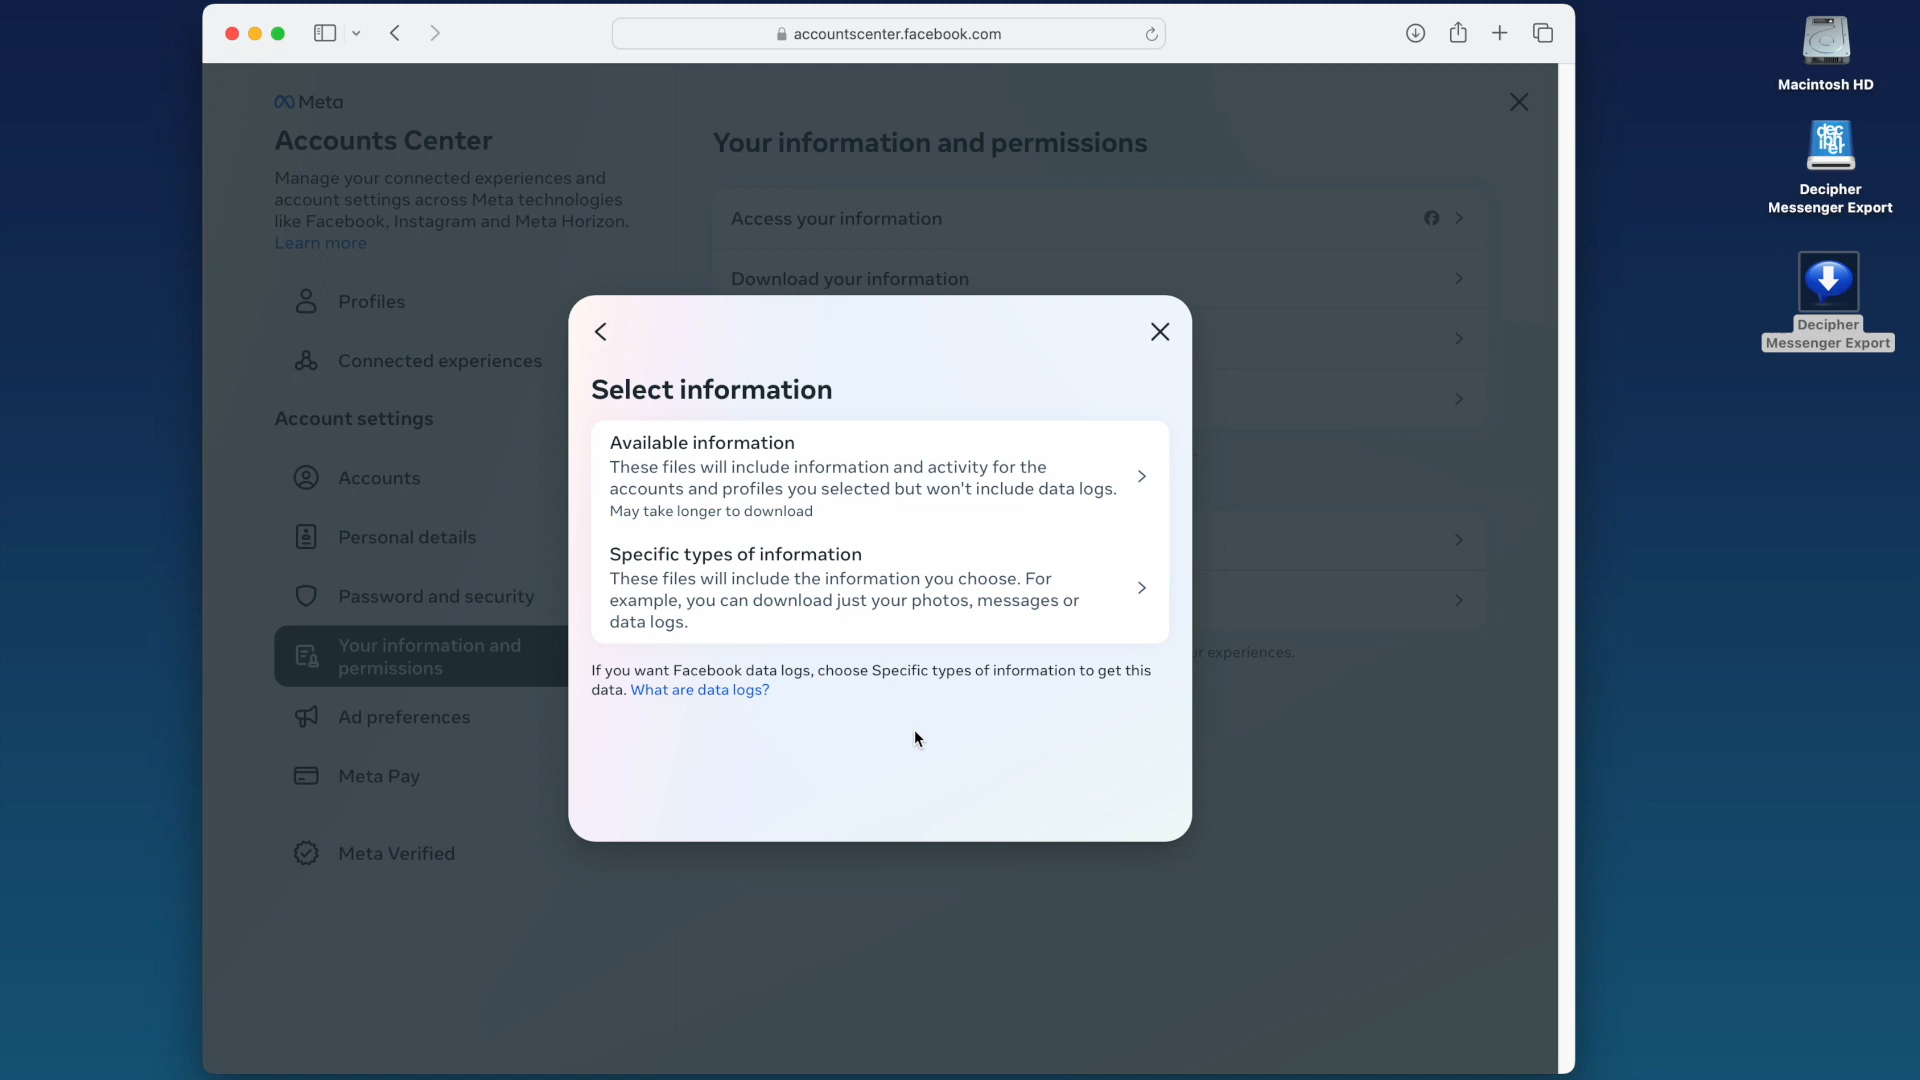 accountscenter.facebook.com
Macintosh HD
Decipher
Messenger Export
Decipher
Messenger Export
Meta
Accounts Center
Manage your connected experiences and
account settings across Meta technologies
like Facebook, Instagram and Meta Horizon.
Learn more
Profiles
Connected experiences
Account settings
Accounts
Personal details
Password and security
Your information and
permissions
Ad preferences
Meta Pay
Meta Verified
Your information and permissions
Access your information
Download your information
Select information
Available information
These files will include information and activity for the
accounts and profiles you selected but won't include data logs.
May take longer to download
Specific types of information
These files will include the information you choose. For
example, you can download just your photos, messages or
data logs.
If you want Facebook data logs, choose Specific types of information to get this
data. What are data logs?
experiences.